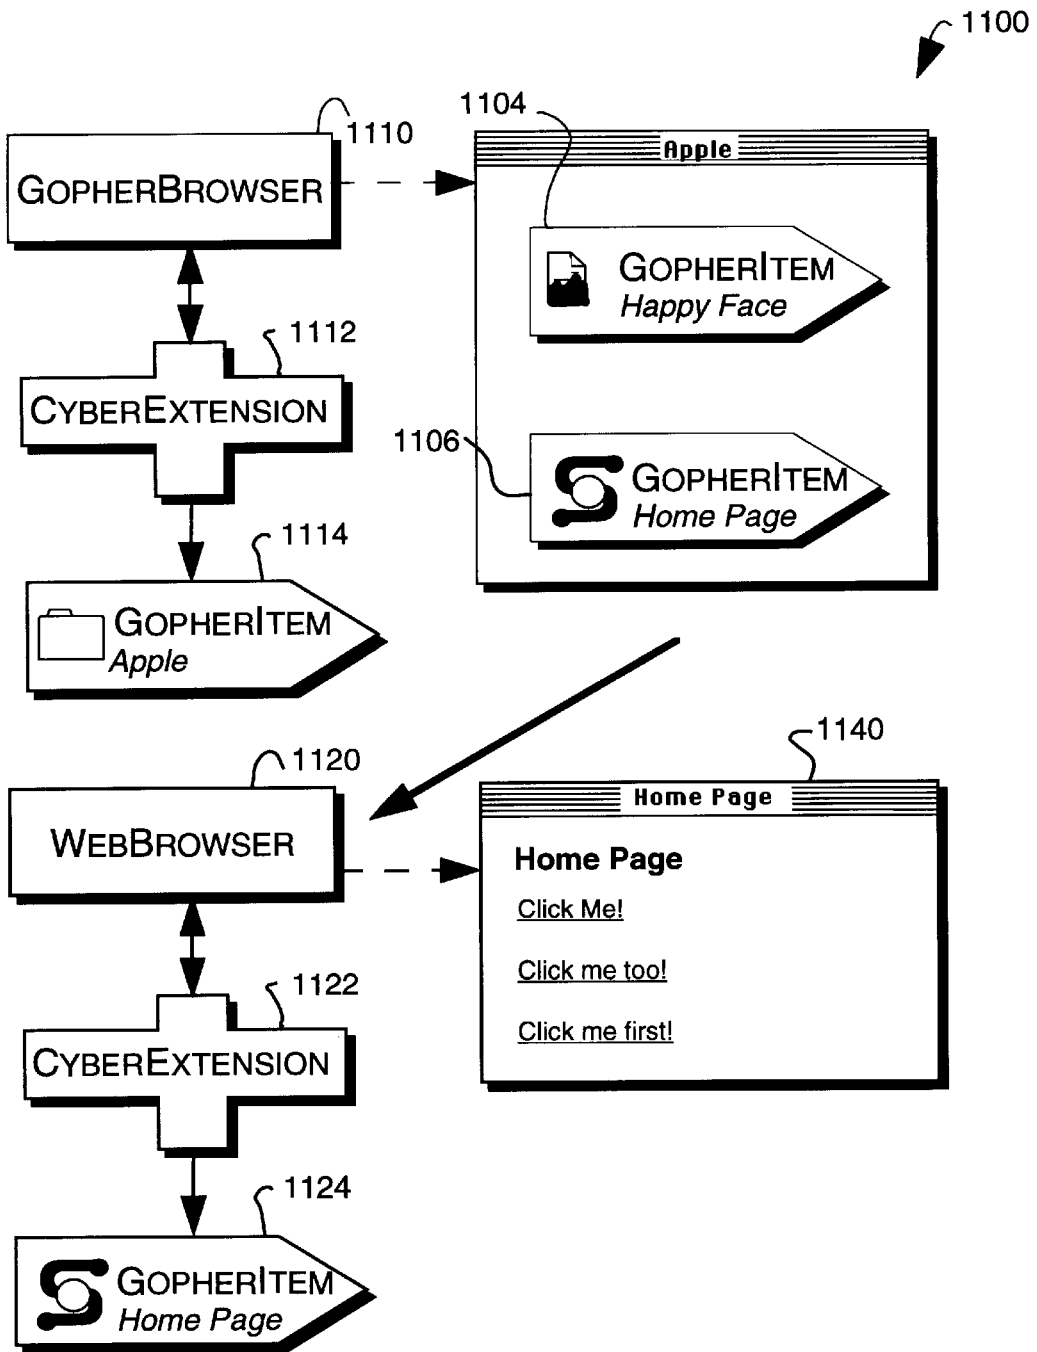 1100
1104
1110
Apple
GOPHERBROWSER
GOPHERITEM
Happy Face
1112
CYBEREXTENSION
1106
GOPHERITEM
Home Page
1114
GOPHERITEM
Apple
1120
1140
Home Page
WEBBROWSER
Home Page
Click Me!
Click me too!
1122
Click me first!
CYBEREXTENSION
1124
GOPHERITEM
Home Page